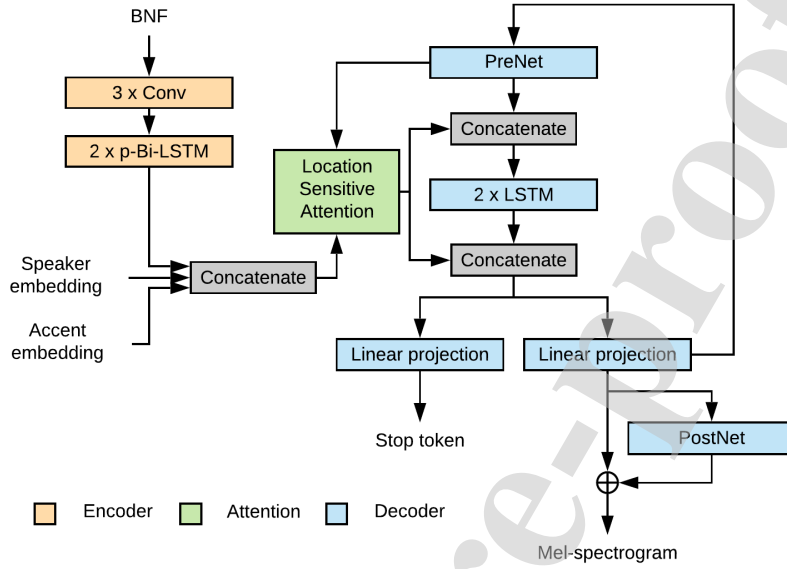 BNF
3 x Conv
2 x p-Bi-LSTM
Speaker
embedding
Accent
embedding
Concatenate
Location
Sensitive
Attention
PreNet
Concatenate
2 x LSTM
Concatenate
Linear projection
Linear projection
Stop token
PostNet
Mel-spectrogram
Encoder
Attention
Decoder
e-proof